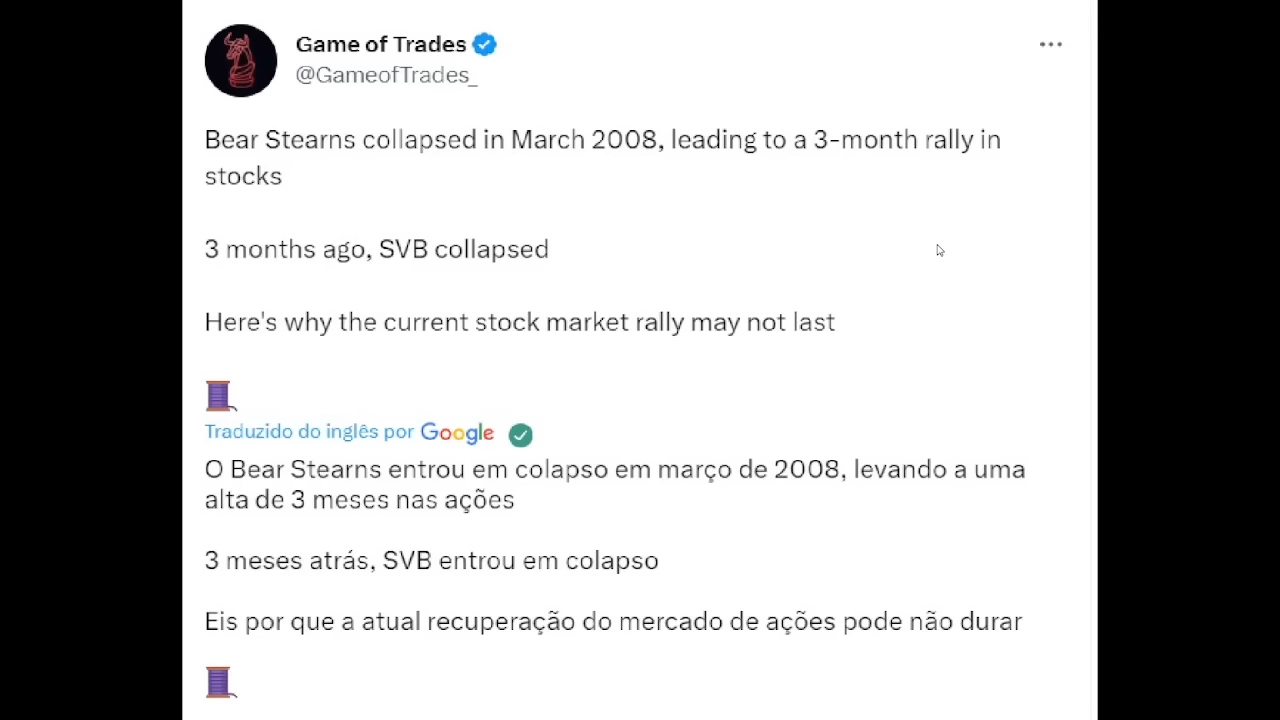 Game of Trades
@GameofTrades_
Bear Stearns collapsed in March 2008, leading to a 3-month rally in
stocks
3 months ago, SVB collapsed
Here's why the current stock market rally may not last
Traduzido do inglês por Google
O Bear Stearns entrou em colapso em março de 2008, levando a uma
alta de 3 meses nas ações
3 meses atrás, SVB entrou em colapso
Eis por que a atual recuperação do mercado de ações pode não durar